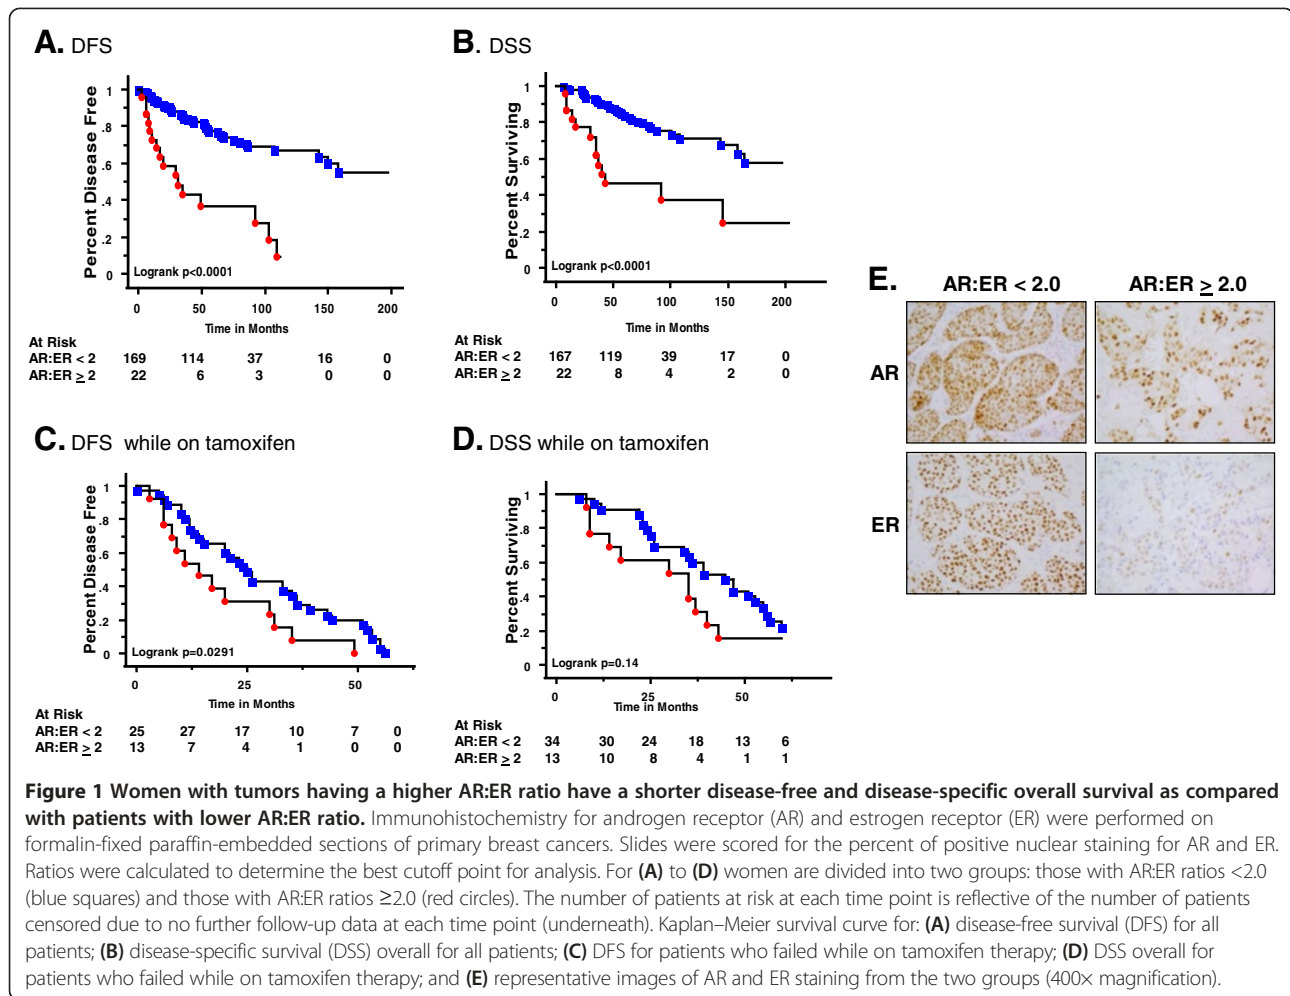 A. DFS
Percent Disease Free
1
.8
.6
.4
.2
0
Logrank p<0.0001
0 50 100 150 200
Time in Months
At Risk
AR:ER < 2 169 114 37 16 0
AR:ER ≥ 2 22 6 3 0 0
B. DSS
Percent Surviving
1
.8
.6
.4
.2
0
Logrank p<0.0001
0 50 100 150 200
Time in Months
At Risk
AR:ER <2 167 119 39 17 0
AR:ER ≥ 2 22 8 4 2 0
C. DFS while on tamoxifen
Percent Disease Free
1
.8
.6
.4
.2
0
Logrank p=0.0291
0 25 50
Time in Months
At Risk
AR:ER < 2 25 27 17 10 7 0
AR:ER ≥ 2 13 7 4 1 0 0
D. DSS while on tamoxifen
Percent Surviving
1
.8
.6
.4
.2
0
Logrank p=0.14
0 25 50
Time in Months
At Risk
AR:ER <2 34 30 24 18 13 6
AR:ER ≥2 13 10 8 4 1 1
E. AR:ER < 2.0 AR:ER ≥ 2.0
AR
ER
Figure 1 Women with tumors having a higher AR:ER ratio have a shorter disease-free and disease-specific overall survival as compared
with patients with lower AR:ER ratio. Immunohistochemistry for androgen receptor (AR) and estrogen receptor (ER) were performed on
formalin-fixed paraffin-embedded sections of primary breast cancers. Slides were scored for the percent of positive nuclear staining for AR and ER.
Ratios were calculated to determine the best cutoff point for analysis. For (A) to (D) women are divided into two groups: those with AR:ER ratios <2.0
(blue squares) and those with AR:ER ratios ≥2.0 (red circles). The number of patients at risk at each time point is reflective of the number of patients
censored due to no further follow-up data at each time point (underneath). Kaplan–Meier survival curve for: (A) disease-free survival (DFS) for all
patients; (B) disease-specific survival (DSS) overall for all patients; (C) DFS for patients who failed while on tamoxifen therapy; (D) DSS overall for
patients who failed while on tamoxifen therapy; and (E) representative images of AR and ER staining from the two groups (400× magnification).